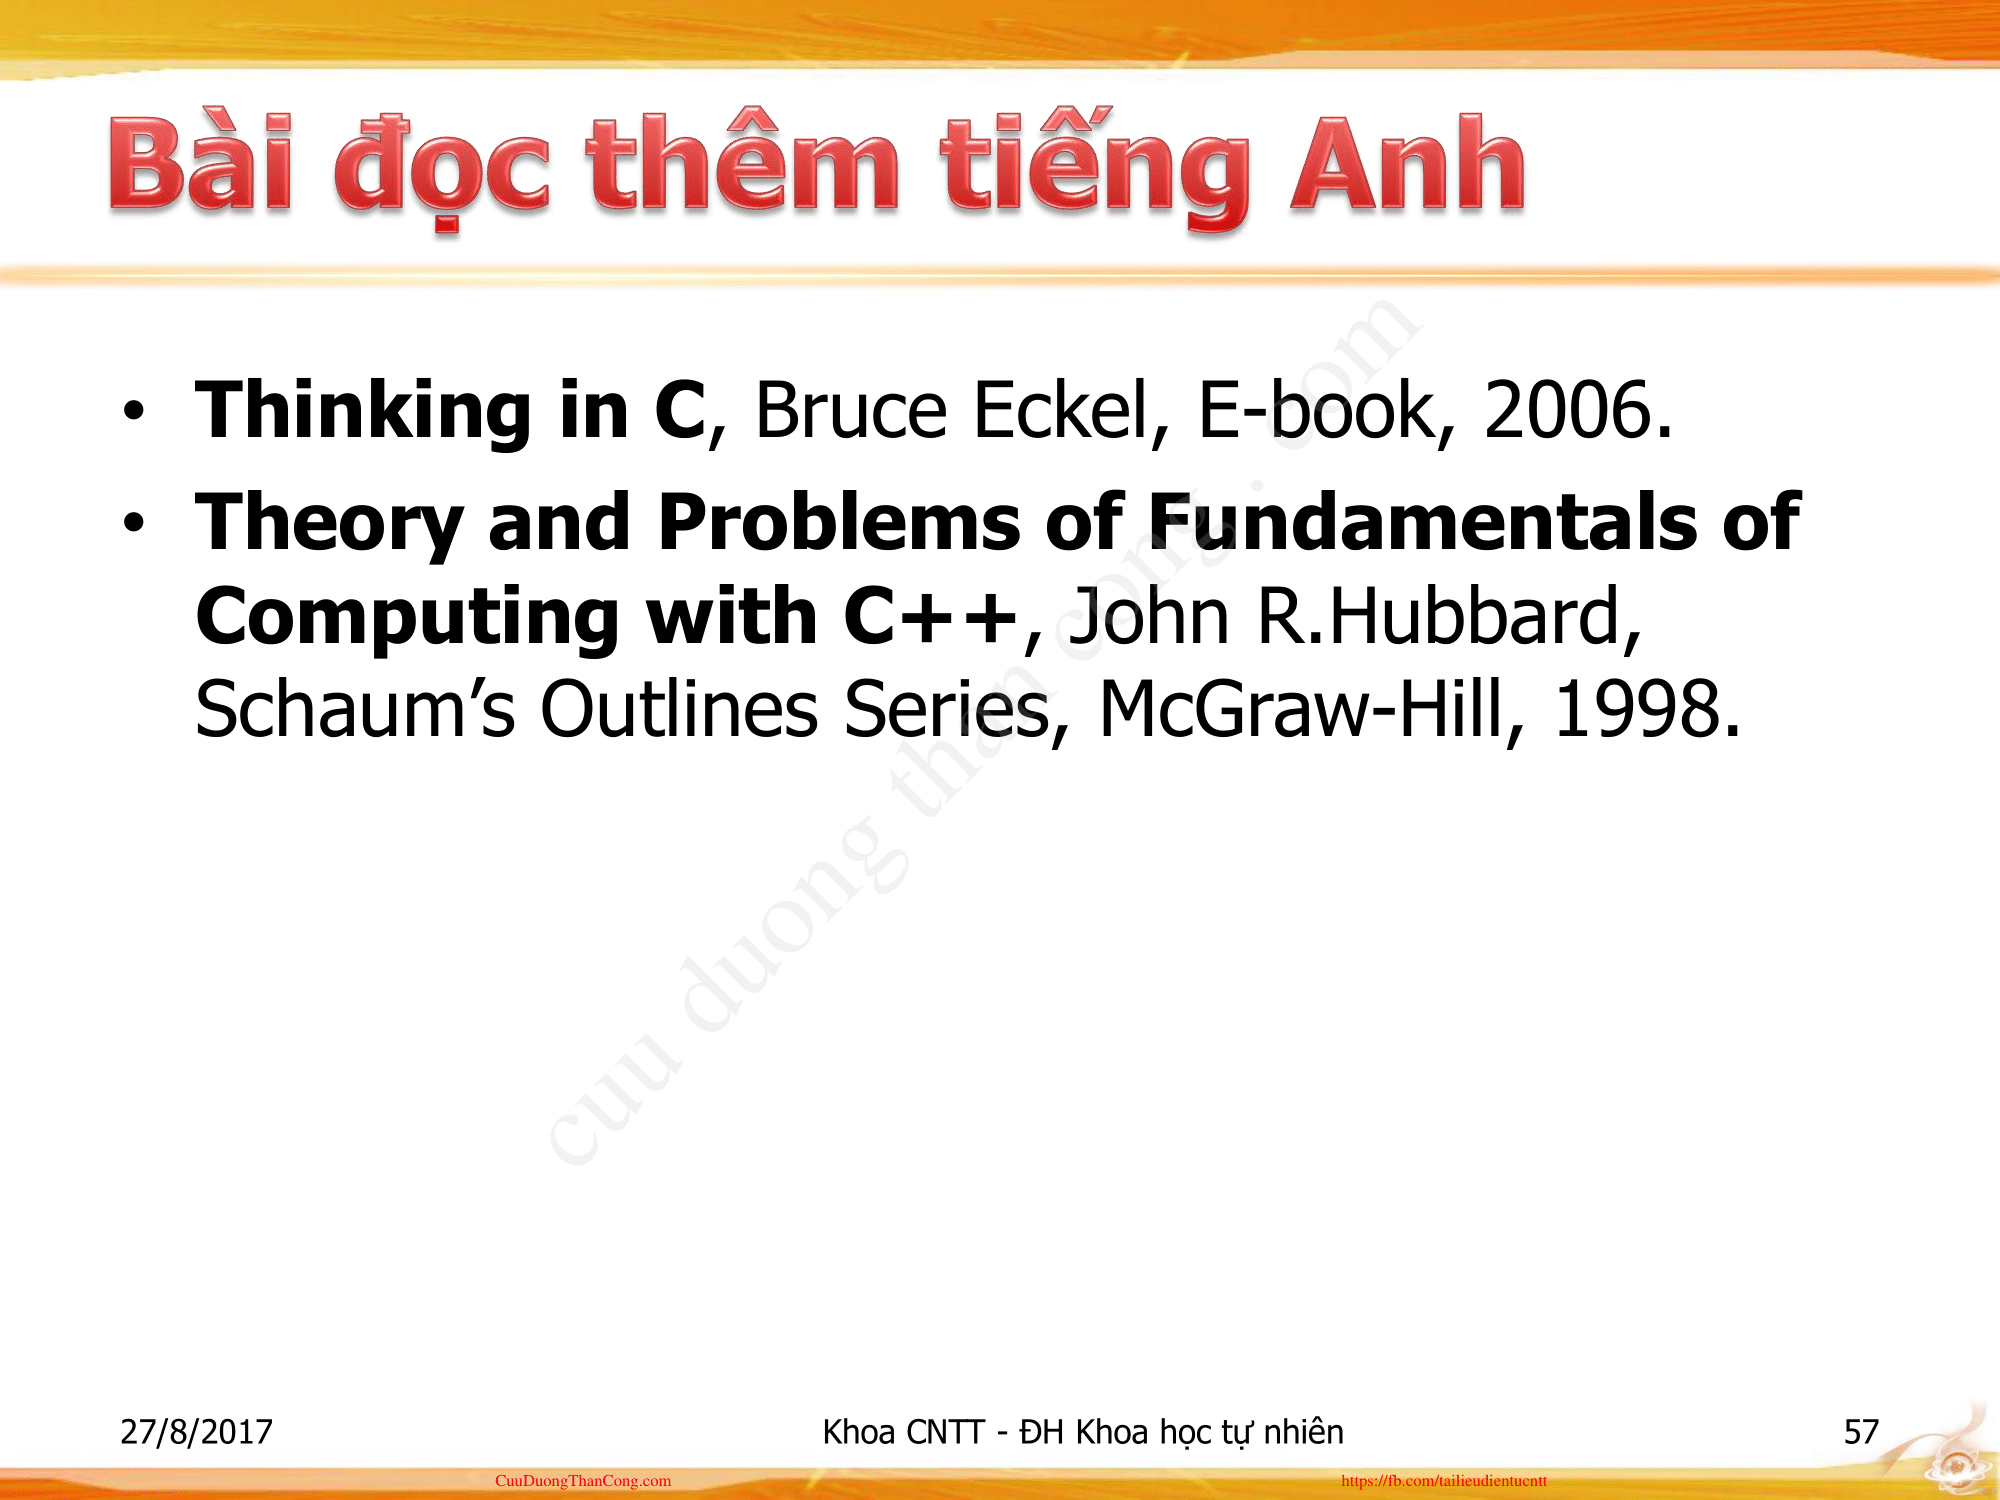 Bài đọc thêm tiếng Anh
• Thinking in C, Bruce Eckel, E-book, 2006.
• Theory and Problems of Fundamentals of
Computing with C++, John R.Hubbard,
Schaum’s Outlines Series, McGraw-Hill, 1998.
cuu duong than cong . com
27/8/2017
Khoa CNTT - ĐH Khoa học tự nhiên
57
CuuDuongThanCong.com
https://fb.com/tailieudientucntt